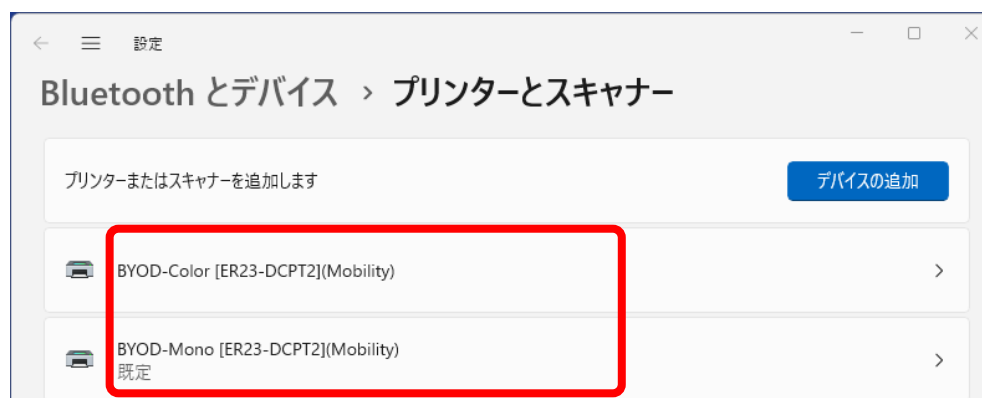 設定
Bluetooth とデバイス › プリンターとスキャナー
プリンターまたはスキャナーを追加します
デバイスの追加
BYOD-Color [ER23-DCPT2](Mobility)
BYOD-Mono [ER23-DCPT2](Mobility)
既定